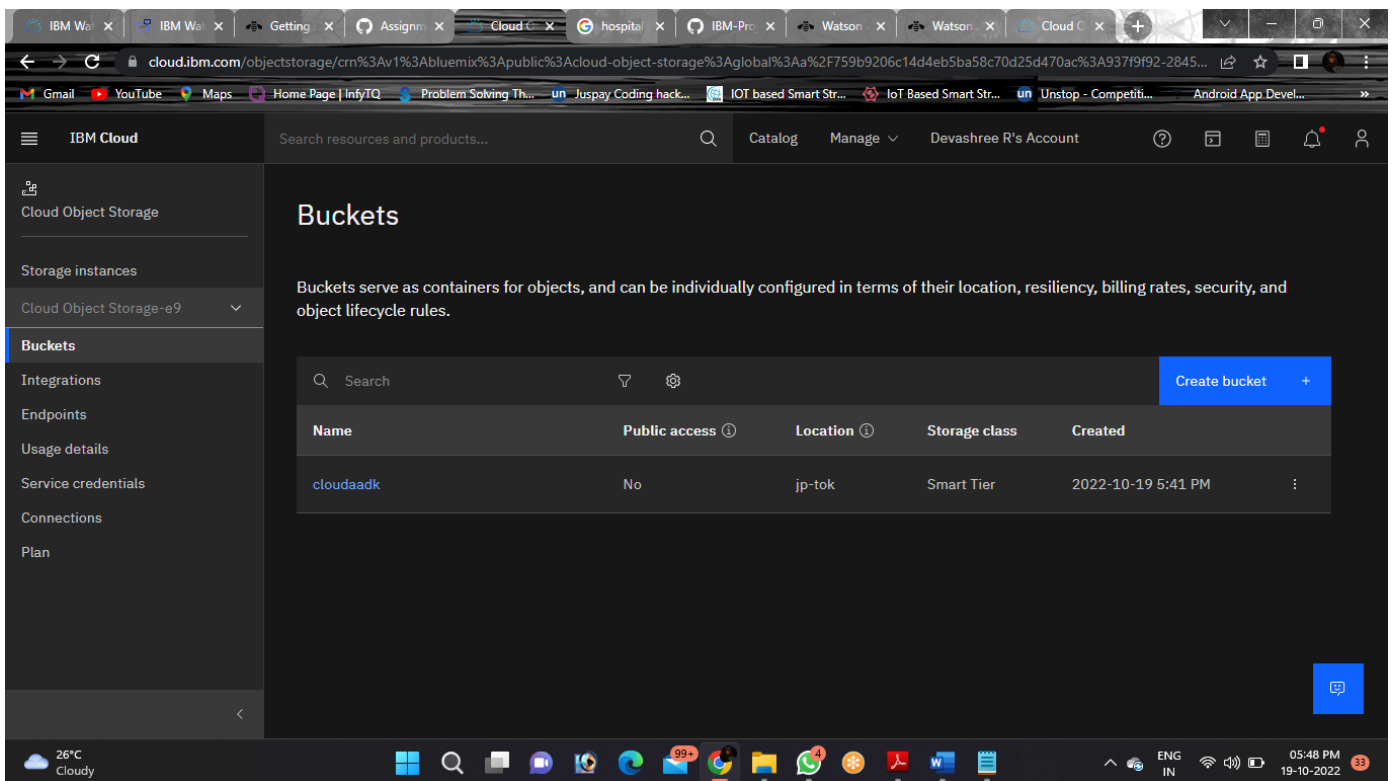 IBM Wat
IBM Wat
Getting
Assignm
Cloud O
hospital
IBM-Pro
Watson
Watson
Cloud O
cloud.ibm.com/objectstorage/crn%3Av1%3Abluemix%3Apublic%3Acloud-object-storage%3Aglobal%3Aa%2F759b9206c14d4eb5ba58c70d25d470ac%3A937f9f92-2845...
Gmail
YouTube
Maps
Home Page | InfyTQ
Problem Solving Th...
un Juspay Coding hack...
IOT based Smart Str...
IoT Based Smart Str...
un Unstop - Competiti...
Android App Devel...
»
IBM Cloud
Search resources and products...
Catalog
Manage
Devashree R's Account
Cloud Object Storage
Storage instances
Cloud Object Storage-e9
Buckets
Integrations
Endpoints
Usage details
Service credentials
Connections
Plan
Buckets
Buckets serve as containers for objects, and can be individually configured in terms of their location, resiliency, billing rates, security, and
object lifecycle rules.
Search
Create bucket +
Name Public access Location Storage class Created
cloudaadk No jp-tok Smart Tier 2022-10-19 5:41 PM
26°C
Cloudy
99+
4
ENG
IN
05:48 PM
19-10-2022
33